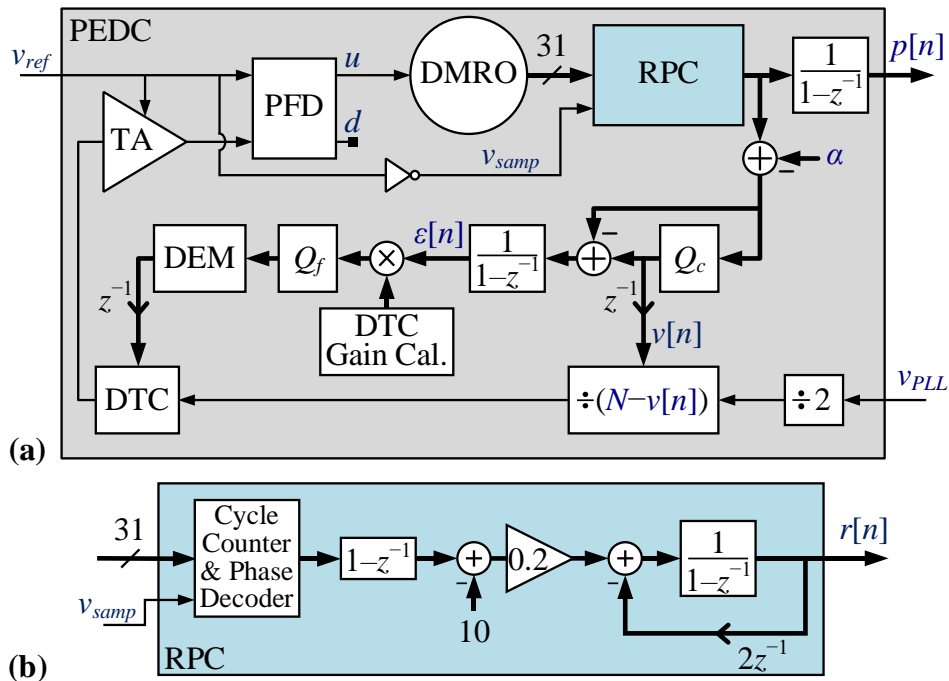 PEDC
v_ref
TA
PFD
u
d
DMRO
31
RPC
v_samp
1
1−z⁻¹
p[n]
+
−
α
DEM
Q_f
×
ε[n]
1
1−z⁻¹
−
+
Q_c
z⁻¹
z⁻¹
DTC
Gain Cal.
v[n]
DTC
÷(N−v[n])
÷2
v_PLL
(a)
31
v_samp
Cycle
Counter
& Phase
Decoder
1−z⁻¹
+
−
10
0.2
+
−
1
1−z⁻¹
r[n]
2z⁻¹
RPC
(b)